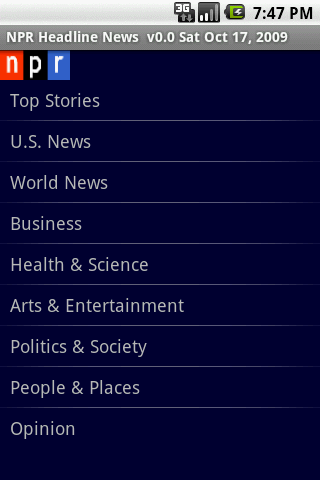 3G 7:47 PM
NPR Headline News v0.0 Sat Oct 17, 2009
npr
Top Stories
U.S. News
World News
Business
Health & Science
Arts & Entertainment
Politics & Society
People & Places
Opinion